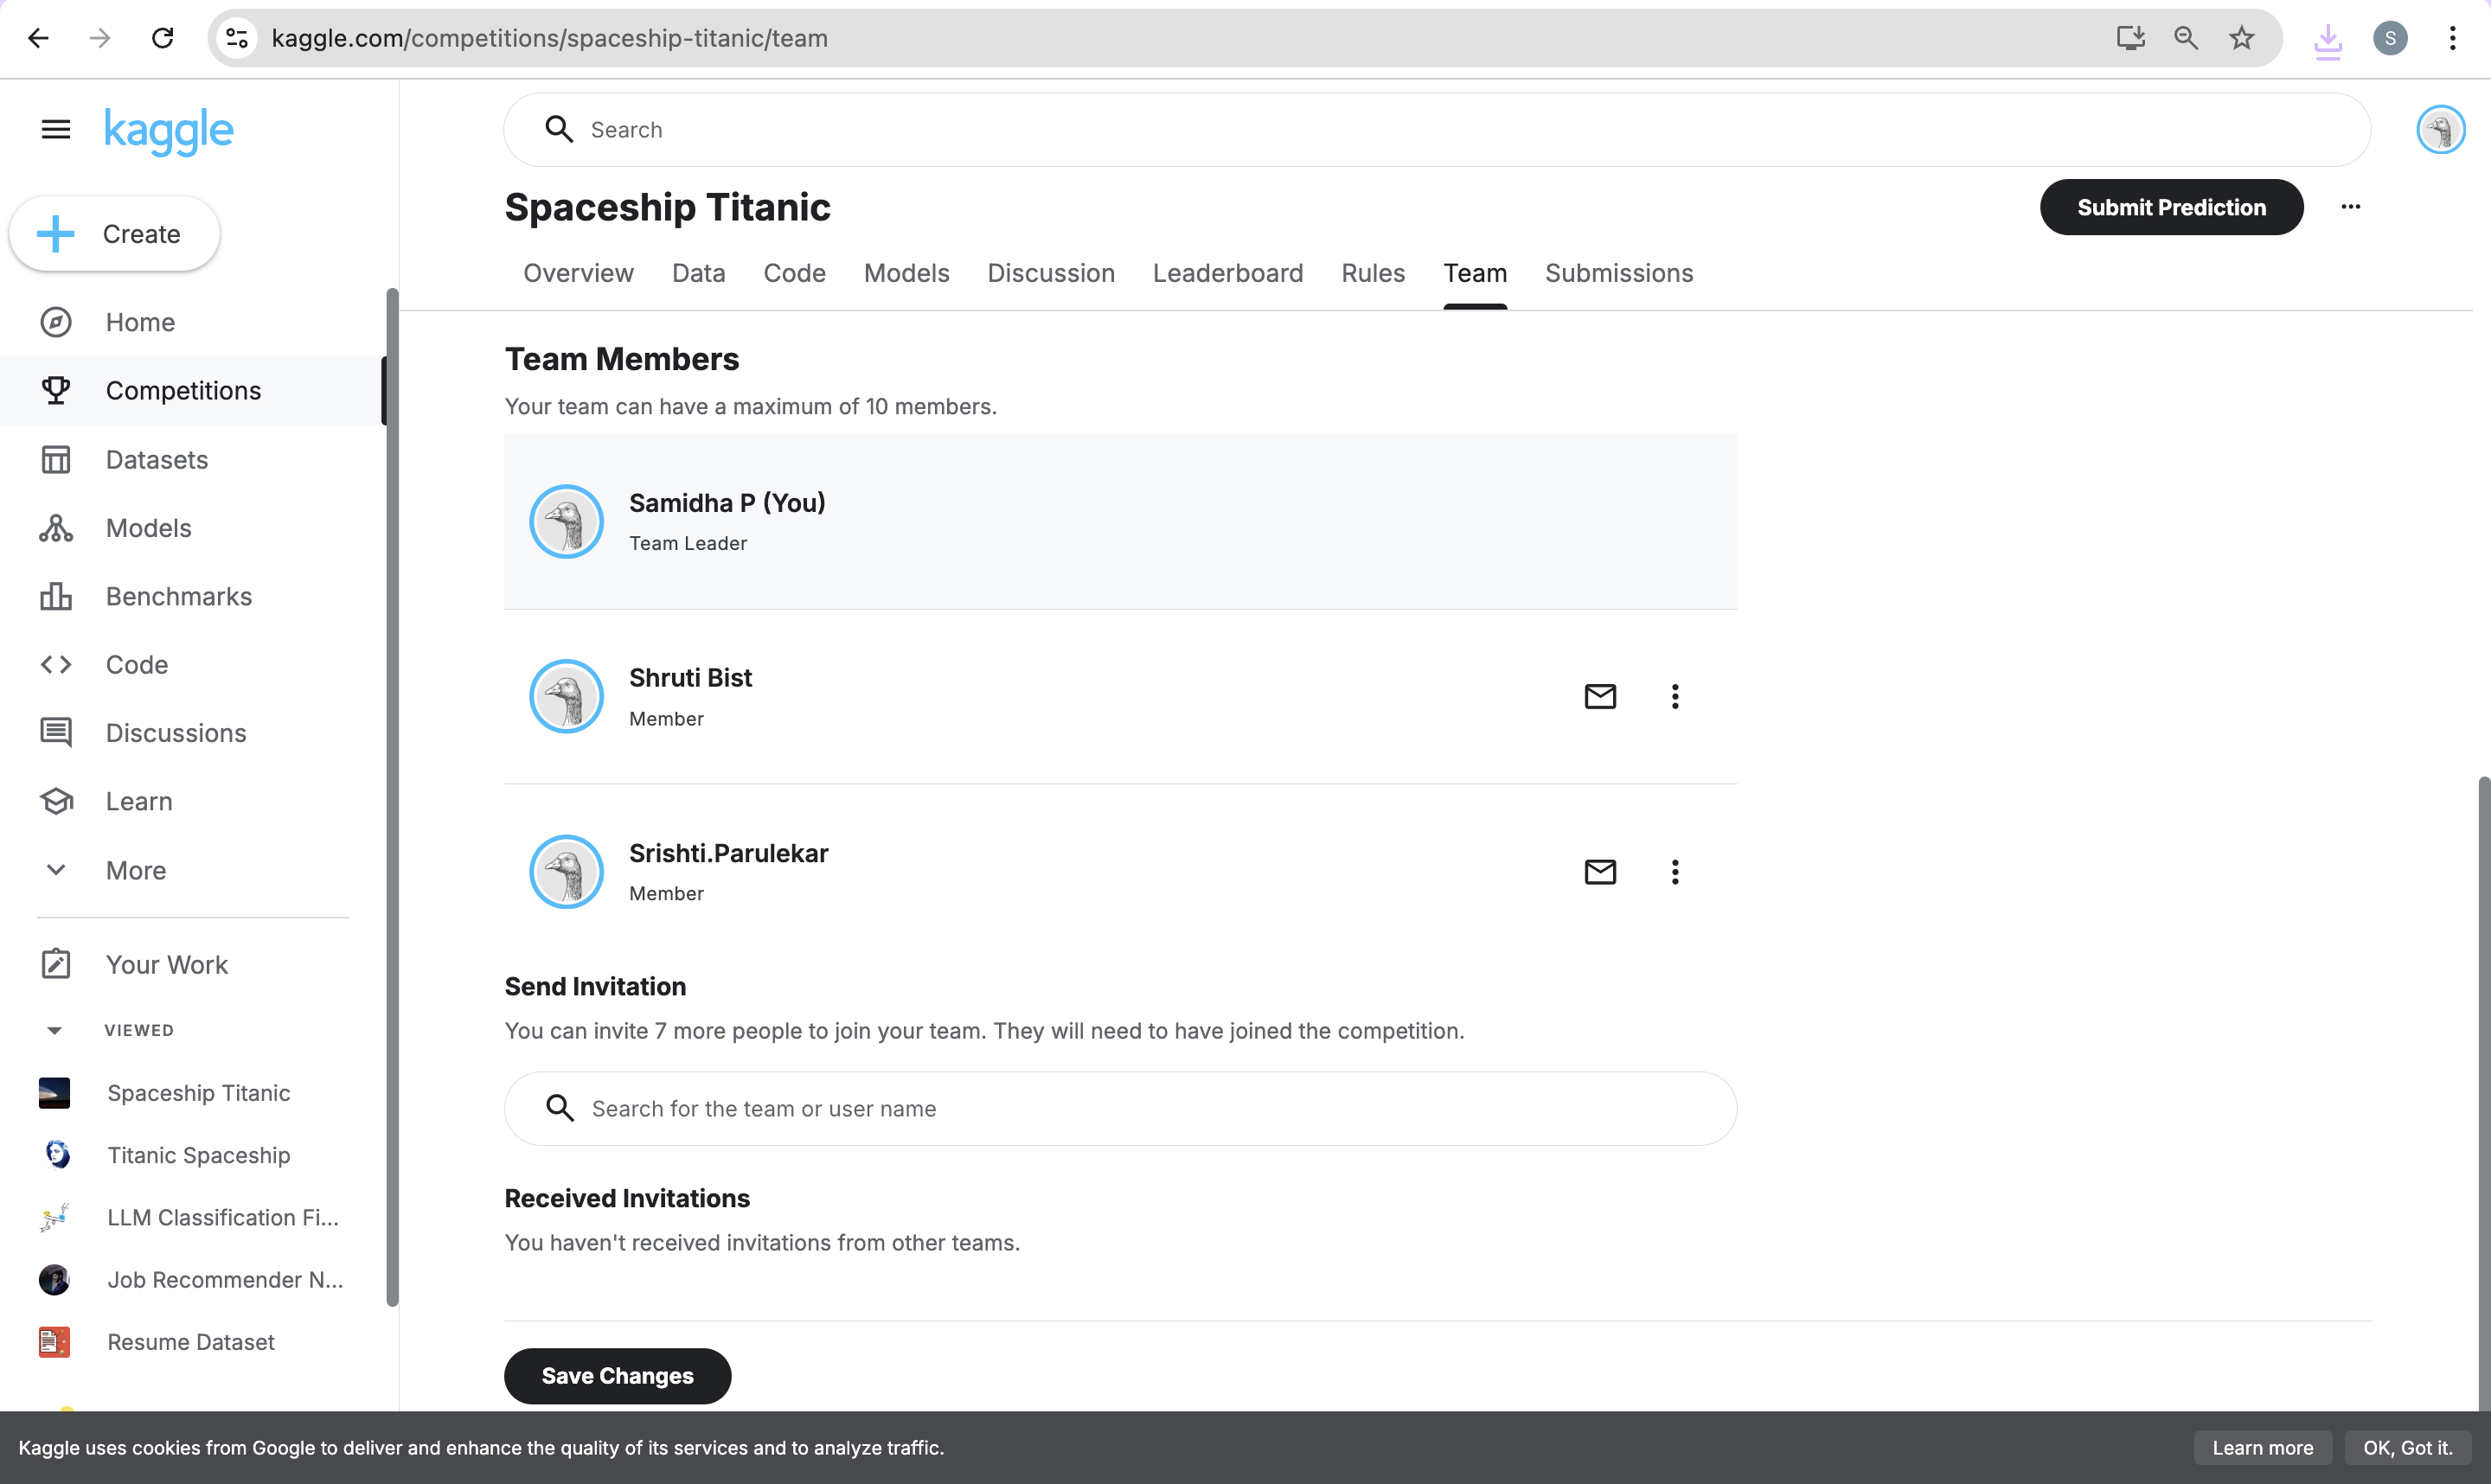 kaggle.com/competitions/spaceship-titanic/team
S
kaggle
Search
Create
Spaceship Titanic
Submit Prediction
Overview Data Code Models Discussion Leaderboard Rules Team Submissions
Home
Competitions
Datasets
Models
Benchmarks
Code
Discussions
Learn
More
Your Work
VIEWED
Spaceship Titanic
Titanic Spaceship
LLM Classification Fi...
Job Recommender N...
Resume Dataset
Team Members
Your team can have a maximum of 10 members.
Samidha P (You)
Team Leader
Shruti Bist
Member
Srishti.Parulekar
Member
Send Invitation
You can invite 7 more people to join your team. They will need to have joined the competition.
Search for the team or user name
Received Invitations
You haven't received invitations from other teams.
Save Changes
Kaggle uses cookies from Google to deliver and enhance the quality of its services and to analyze traffic.
Learn more
OK, Got it.